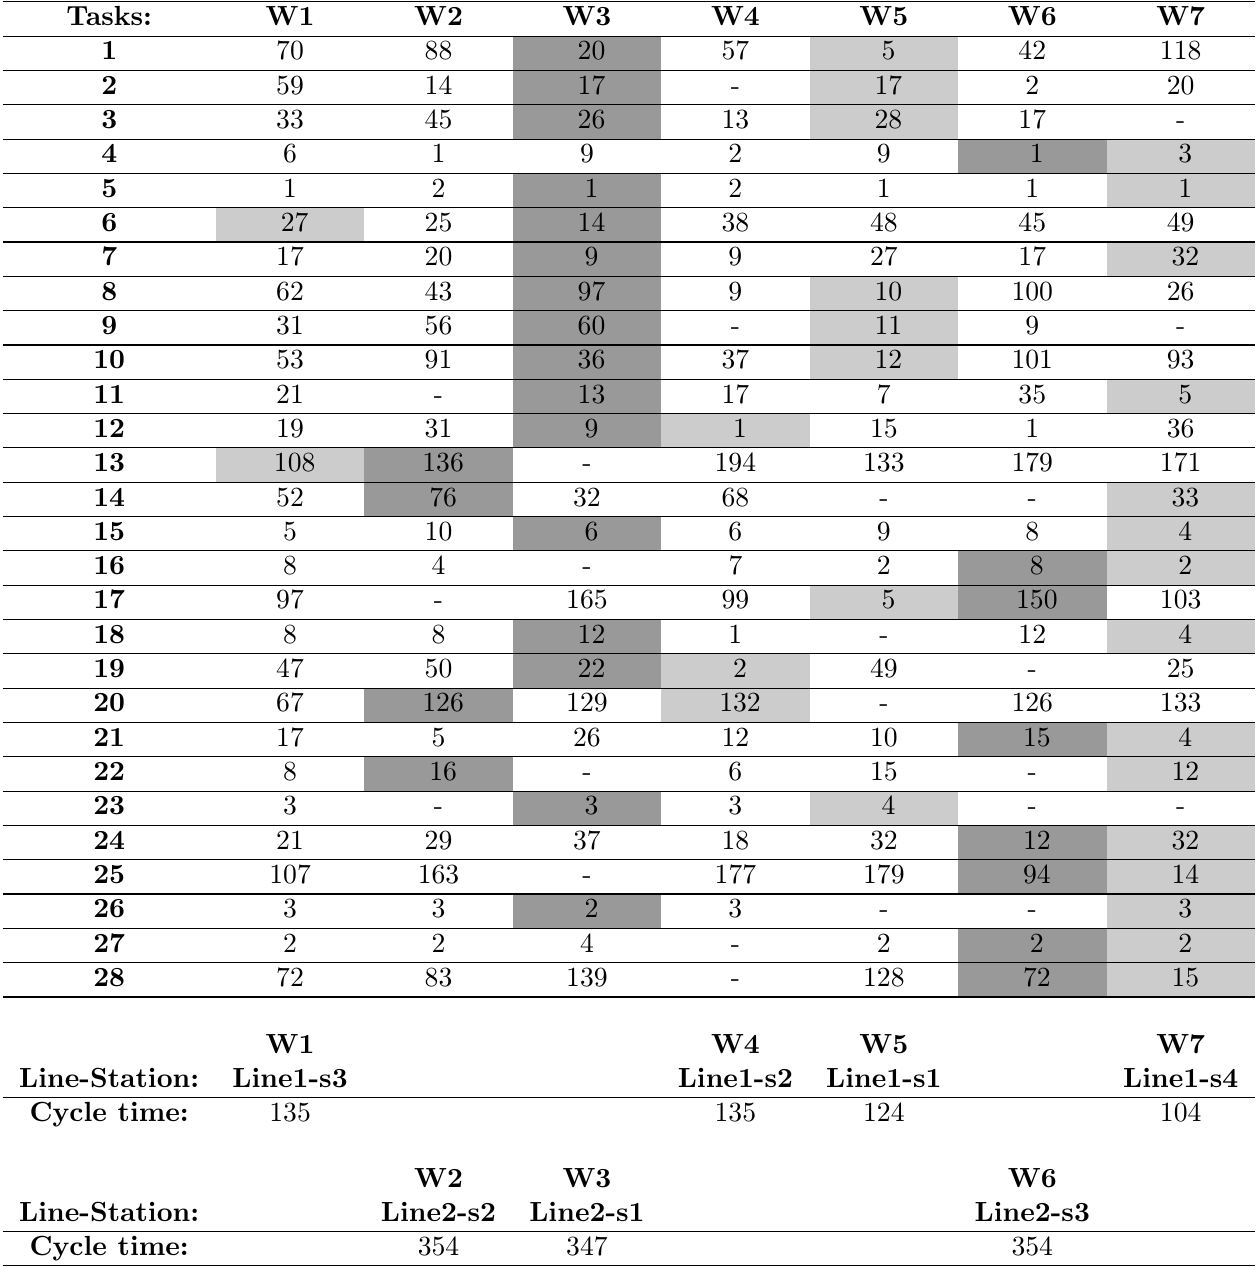 Tasks: W1 W2 W3 W4 W5 W6 W7
1 70 88 20 57 5 42 118
2 59 14 17 - 17 2 20
3 33 45 26 13 28 17 -
4 6 1 9 2 9 1 3
5 1 2 1 2 1 1 1
6 27 25 14 38 48 45 49
7 17 20 9 9 27 17 32
8 62 43 97 9 10 100 26
9 31 56 60 - 11 9 -
10 53 91 36 37 12 101 93
11 21 - 13 17 7 35 5
12 19 31 9 1 15 1 36
13 108 136 - 194 133 179 171
14 52 76 32 68 - - 33
15 5 10 6 6 9 8 4
16 8 4 - 7 2 8 2
17 97 - 165 99 5 150 103
18 8 8 12 1 - 12 4
19 47 50 22 2 49 - 25
20 67 126 129 132 - 126 133
21 17 5 26 12 10 15 4
22 8 16 - 6 15 - 12
23 3 - 3 3 4 - -
24 21 29 37 18 32 12 32
25 107 163 - 177 179 94 14
26 3 3 2 3 - - 3
27 2 2 4 - 2 2 2
28 72 83 139 - 128 72 15
W1 W4 W5 W7
Line-Station: Line1-s3 Line1-s2 Line1-s1 Line1-s4
Cycle time: 135 135 124 104
W2 W3 W6
Line-Station: Line2-s2 Line2-s1 Line2-s3
Cycle time: 354 347 354